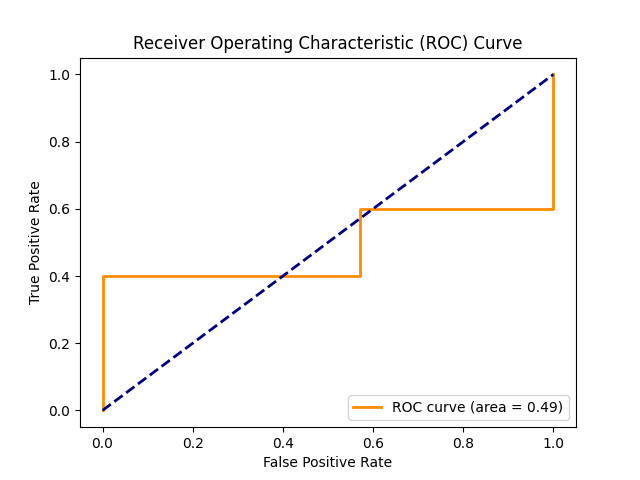 Receiver Operating Characteristic (ROC) Curve
1.0
0.8
0.6
0.4
0.2
0.0
True Positive Rate
ROC curve (area = 0.49)
0.0 0.2 0.4 0.6 0.8 1.0
False Positive Rate